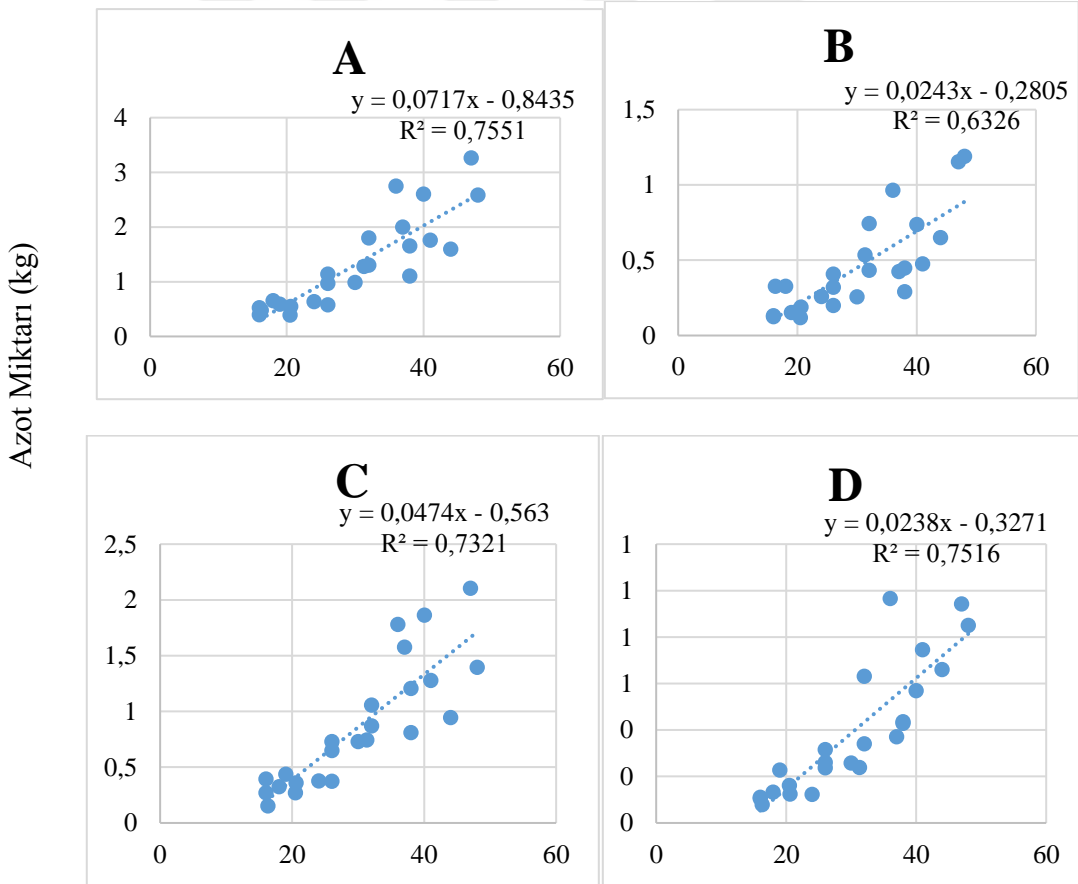 Azot Miktarı (kg)
A
y = 0,0717x - 0,8435
R² = 0,7551
4
3
2
1
0
0 20 40 60
B
y = 0,0243x - 0,2805
R² = 0,6326
1,5
1
0,5
0
0 20 40 60
C
y = 0,0474x - 0,563
R² = 0,7321
2,5
2
1,5
1
0,5
0
0 20 40 60
D
y = 0,0238x - 0,3271
R² = 0,7516
1
1
1
1
0
0
0
0 20 40 60